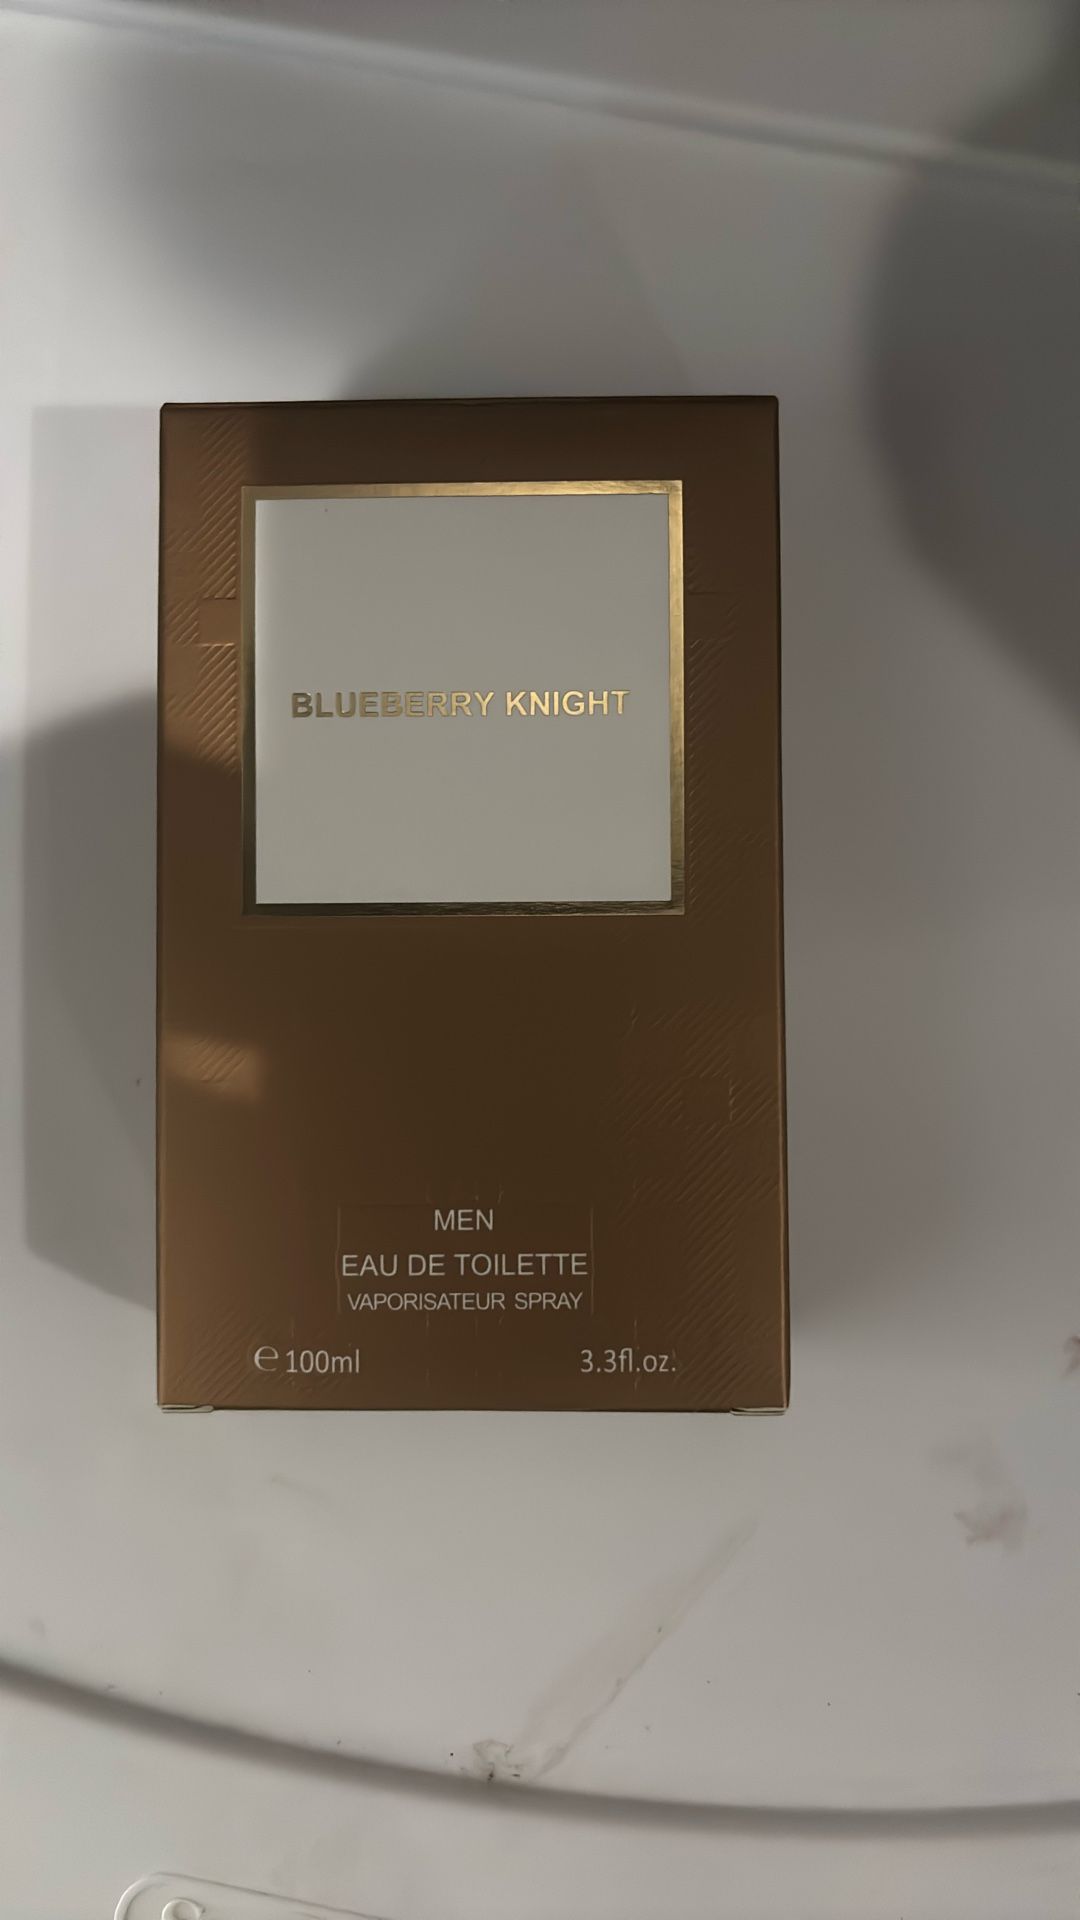 BLUEBERRY KNIGHT
MEN
EAU DE TOILETTE
VAPORISATEUR SPRAY
℮ 100ml 3.3fl.oz.